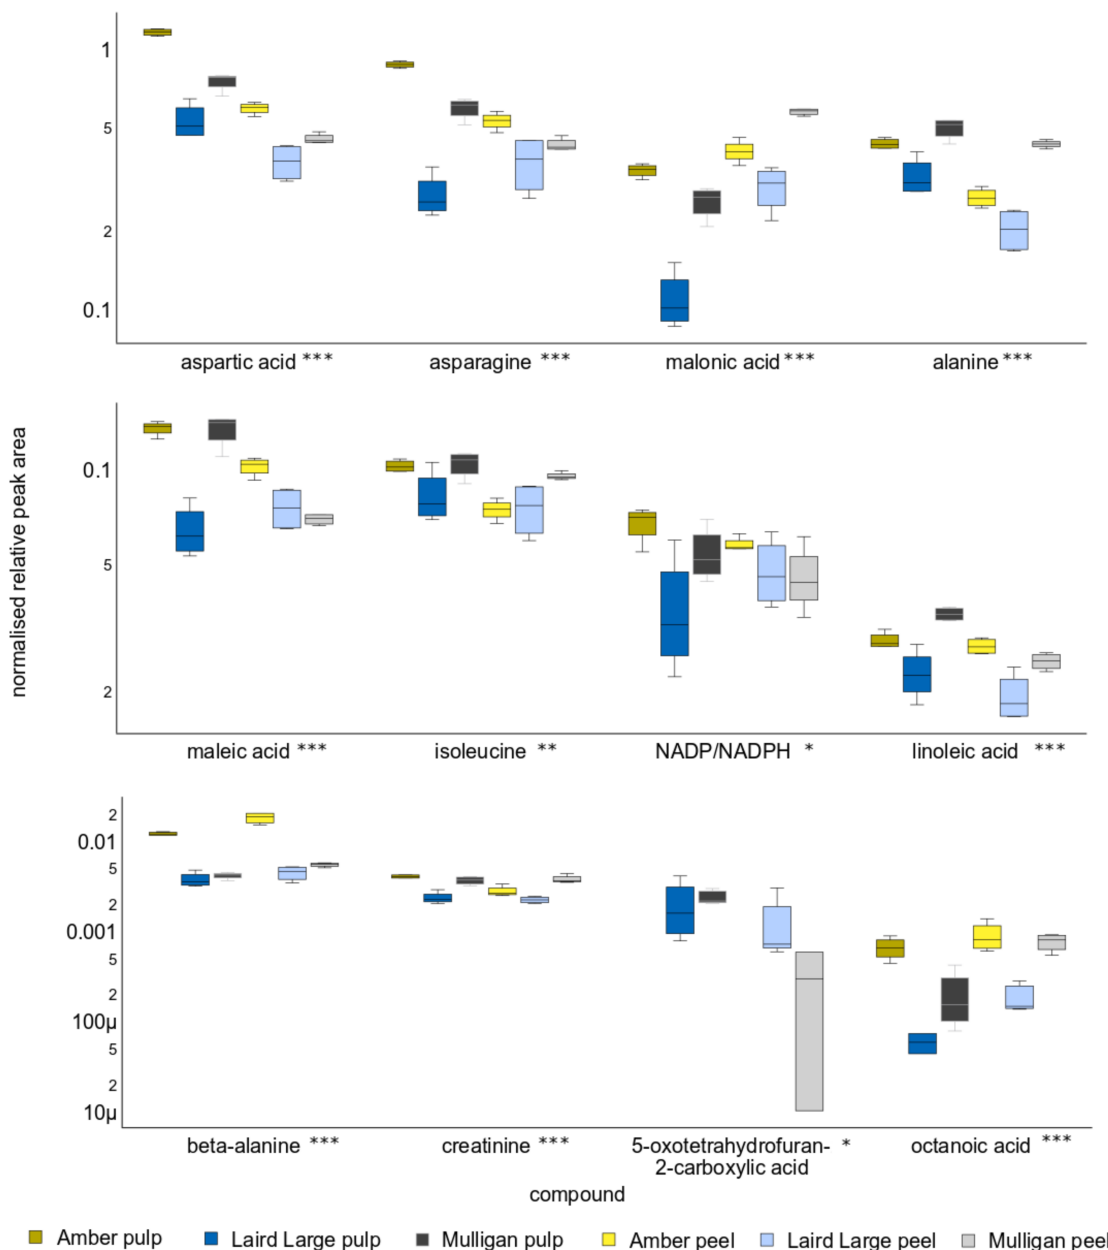 1
5
2
0.1
aspartic acid *** asparagine *** malonic acid *** alanine ***
normalised relative peak area
0.1
5
2
maleic acid *** isoleucine ** NADP/NADPH * linoleic acid ***
2
0.01
5
2
0.001
5
2
100µ
5
2
10µ
beta-alanine *** creatinine *** 5-oxotetrahydrofuran- * octanoic acid ***
2-carboxylic acid
compound
Amber pulp Laird Large pulp Mulligan pulp Amber peel Laird Large peel Mulligan peel